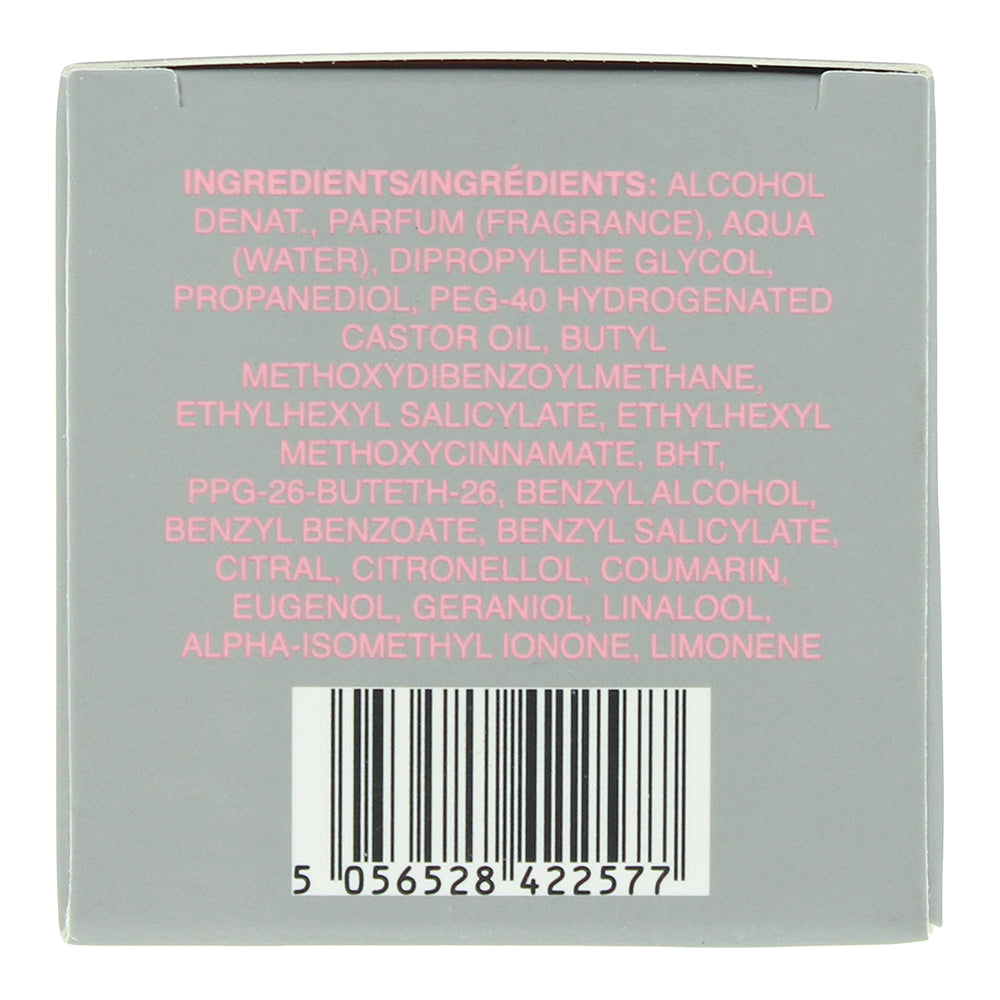 INGREDIENTS/INGRÉDIENTS: ALCOHOL
DENAT., PARFUM (FRAGRANCE), AQUA
(WATER), DIPROPYLENE GLYCOL,
PROPANEDIOL, PEG-40 HYDROGENATED
CASTOR OIL, BUTYL
METHOXYDIBENZOYLMETHANE,
ETHYLHEXYL SALICYLATE, ETHYLHEXYL
METHOXYCINNAMATE, BHT,
PPG-26-BUTETH-26, BENZYL ALCOHOL,
BENZYL BENZOATE, BENZYL SALICYLATE,
CITRAL, CITRONELLOL, COUMARIN,
EUGENOL, GERANIOL, LINALOOL,
ALPHA-ISOMETHYL IONONE, LIMONENE
5 056528 422577